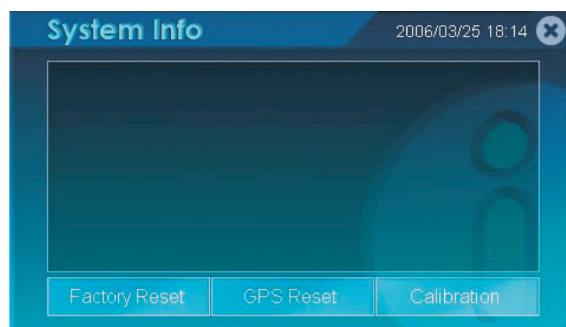 System Info
2006/03/25 18:14
Factory Reset
GPS Reset
Calibration